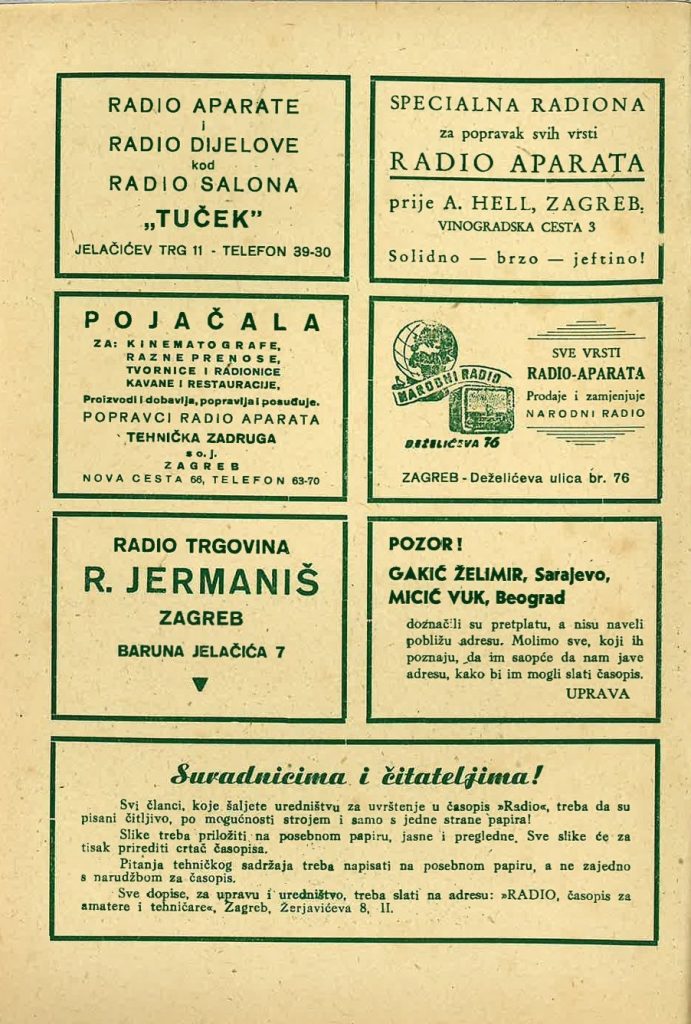 RADIO APARATE
i
RADIO DIJELOVE
kod
RADIO SALONA
„TUČEK”
JELAČIĆEV TRG 11 - TELEFON 39-30
SPECIALNA RADIONA
za popravak svih vrsti
RADIO APARATA
prije A. HELL, ZAGREB,
VINOGRADSKA CESTA 3
Solidno — brzo — jeftino!
POJAČALA
ZA: KINEMATOGRAFE,
RAZNE PRENOSE,
TVORNICE I RADIONICE
KAVANE I RESTAURACIJE,
Proizvodi i dobavlja, popravlja i posuđuje.
POPRAVCI RADIO APARATA
TEHNIČKA ZADRUGA
s o. j.
ZAGREB
NOVA CESTA 66, TELEFON 63-70
NARODNI RADIO
DEŽELIĆEVA 76
SVE VRSTI
RADIO-APARATA
Prodaje i zamjenjuje
NARODNI RADIO
ZAGREB - Deželićeva ulica br. 76
RADIO TRGOVINA
R. JERMANIŠ
ZAGREB
BARUNA JELAČIĆA 7
POZOR!
GAKIĆ ŽELIMIR, Sarajevo,
MICIĆ VUK, Beograd
doznačili su pretplatu, a nisu naveli
pobližu adresu. Molimo sve, koji ih
poznaju, da im saopće da nam jave
adresu, kako bi im mogli slati časopis.
UPRAVA
Suradnicima i čitateljima!
Svi članci, koje šaljete uredništvu za uvrštenje u časopis »Radio«, treba da su
pisani čitljivo, po mogućnosti strojem i samo s jedne strane papira!
Slike treba priložiti na posebnom papiru, jasne i pregledne. Sve slike će za
tisak prirediti crtač časopisa.
Pitanja tehničkog sadržaja treba napisati na posebnom papiru, a ne zajedno
s narudžbom za časopis.
Sve dopise, za upravu i uredništvo, treba slati na adresu: »RADIO, časopis za
amatere i tehničare«, Zagreb, Žerjavićeva 8, II.